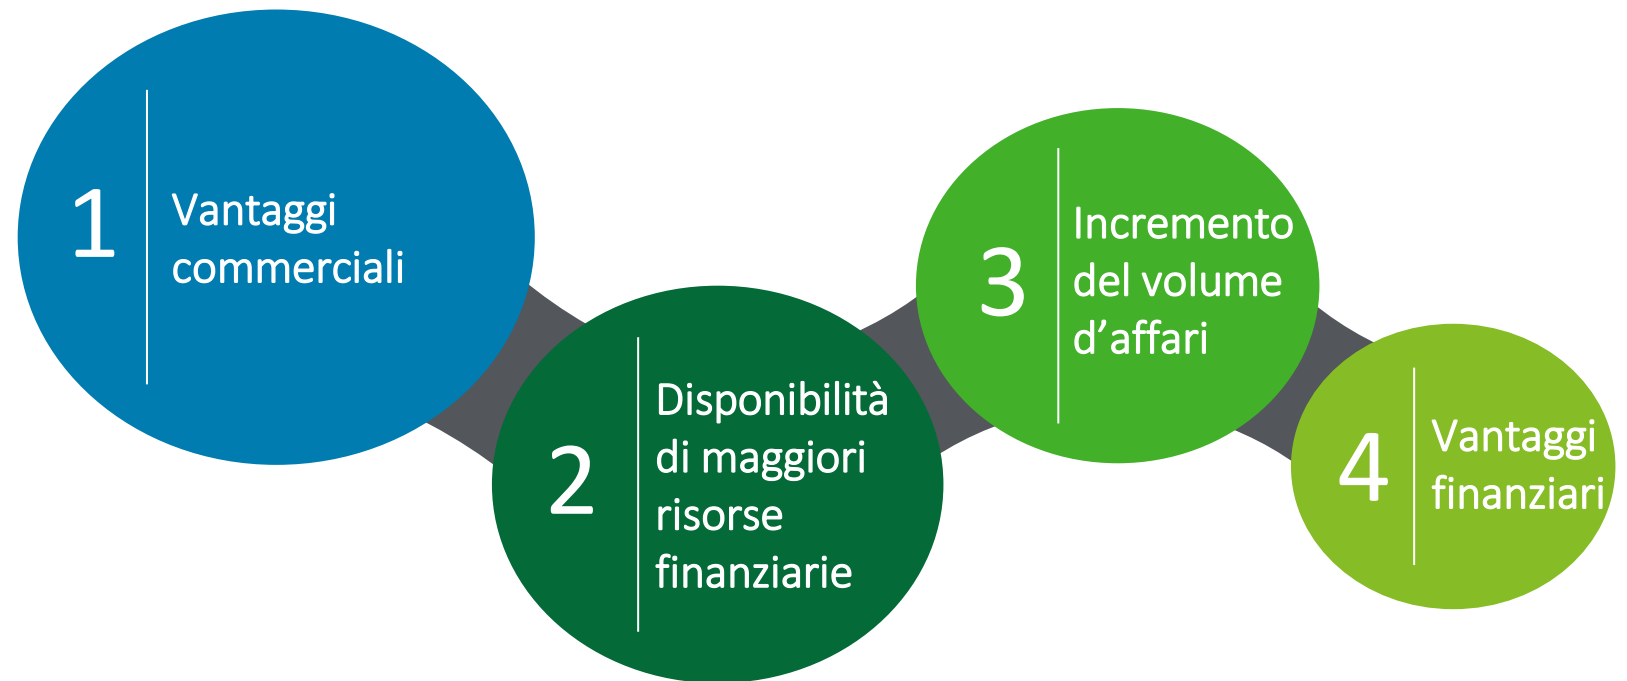 1
Vantaggi
commerciali
2
Disponibilità
di maggiori
risorse
finanziarie
3
Incremento
del volume
d’affari
4
Vantaggi
finanziari